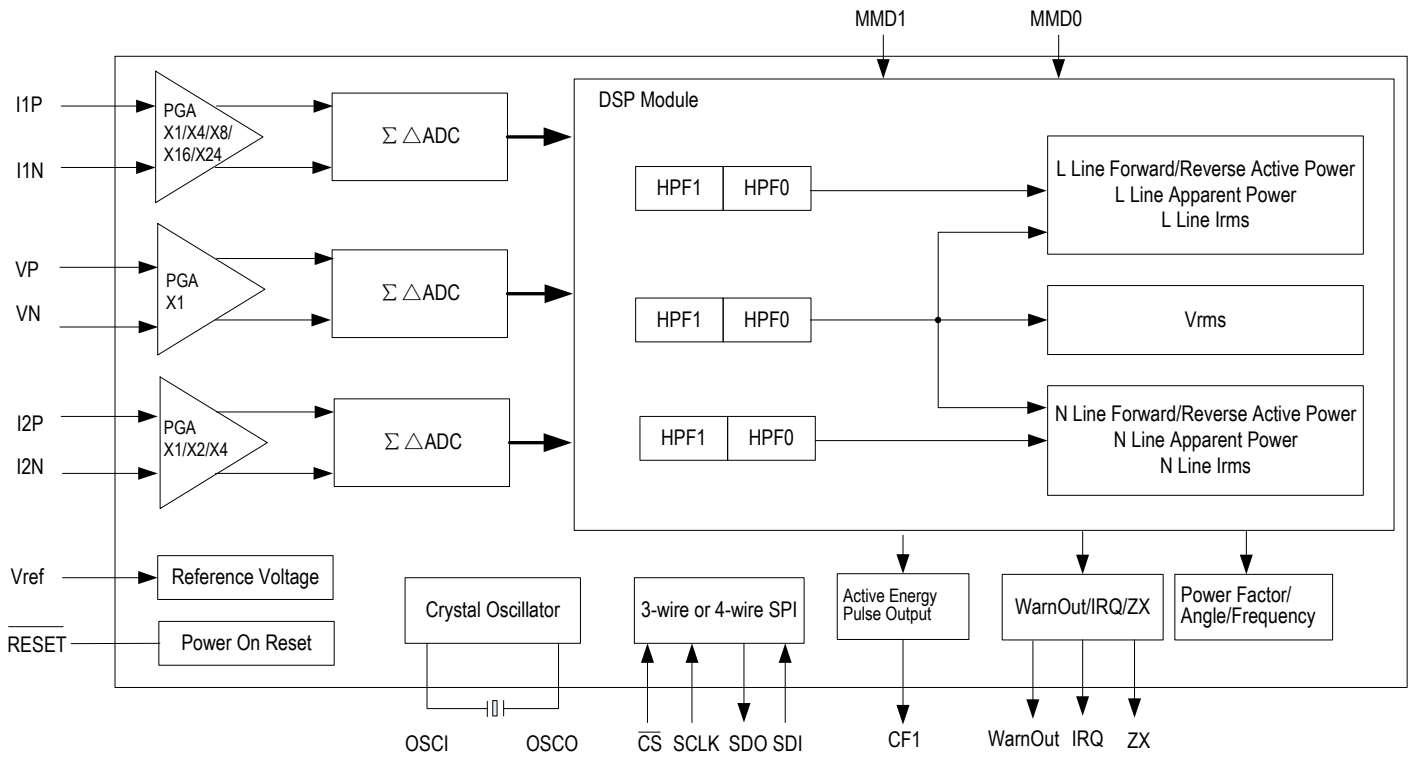 MMD1
MMD0
I1P
I1N
PGA
X1/X4/X8/
X16/X24
Σ △ADC
DSP Module
HPF1
HPF0
L Line Forward/Reverse Active Power
L Line Apparent Power
L Line Irms
VP
VN
PGA
X1
Σ △ADC
HPF1
HPF0
Vrms
I2P
I2N
PGA
X1/X2/X4
Σ △ADC
HPF1
HPF0
N Line Forward/Reverse Active Power
N Line Apparent Power
N Line Irms
Vref
Reference Voltage
RESET
Power On Reset
Crystal Oscillator
3-wire or 4-wire SPI
Active Energy
Pulse Output
WarnOut/IRQ/ZX
Power Factor/
Angle/Frequency
OSCI
OSCO
CS
SCLK
SDO
SDI
CF1
WarnOut
IRQ
ZX